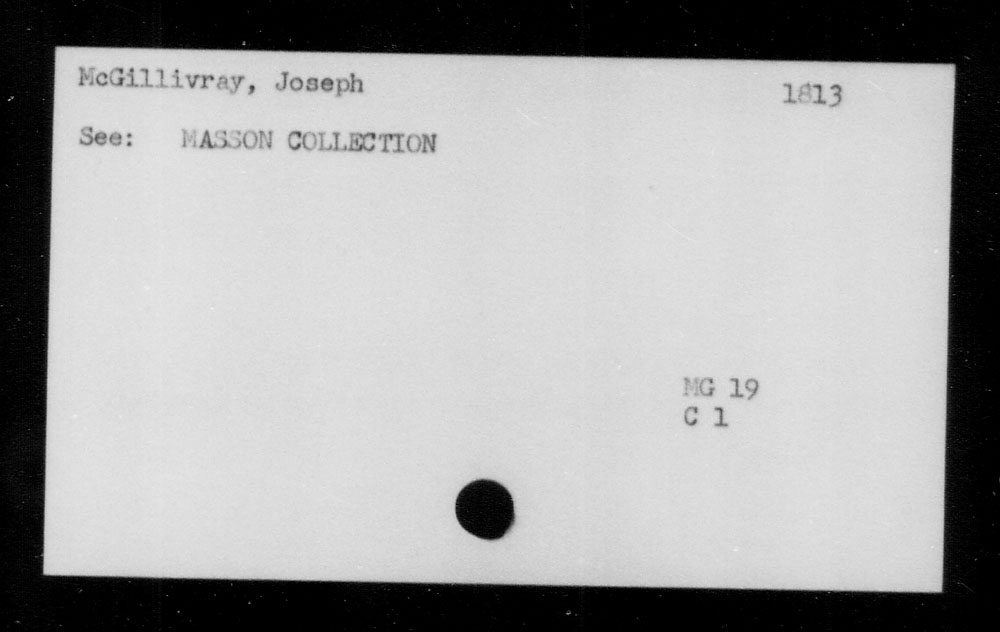 McGillivray, Joseph 1813
See: MASSON COLLECTION
MG 19
C 1